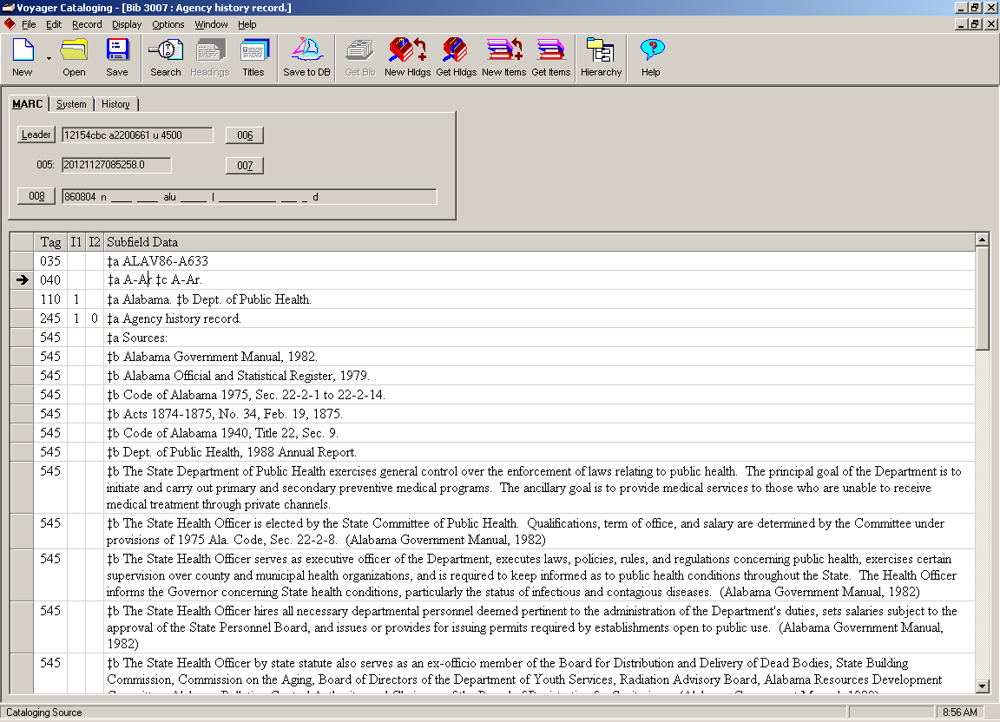 Voyager Cataloging - [Bib 3007 : Agency history record.]
File Edit Record Display Options Window Help
New Open Save Search Headings Titles Save to DB Get Bib New Hldgs Get Hldgs New Items Get Items Hierarchy Help
MARC System History
Leader 12154cbc a2200661 u 4500 006
005: 20121127085258.0 007
008 860804 n ____ ____ alu _____ l ___________ ___ _ d
Tag I1 I2 Subfield Data
035 ‡a ALAV86-A633
040 ‡a A-Ar ‡c A-Ar.
110 1 ‡a Alabama. ‡b Dept. of Public Health.
245 1 0 ‡a Agency history record.
545 ‡a Sources:
545 ‡b Alabama Government Manual, 1982.
545 ‡b Alabama Official and Statistical Register, 1979.
545 ‡b Code of Alabama 1975, Sec. 22-2-1 to 22-2-14.
545 ‡b Acts 1874-1875, No. 34, Feb. 19, 1875.
545 ‡b Code of Alabama 1940, Title 22, Sec. 9.
545 ‡b Dept. of Public Health, 1988 Annual Report.
545 ‡b The State Department of Public Health exercises general control over the enforcement of laws relating to public health. The principal goal of the Department is to
initiate and carry out primary and secondary preventive medical programs. The ancillary goal is to provide medical services to those who are unable to receive
medical treatment through private channels.
545 ‡b The State Health Officer is elected by the State Committee of Public Health. Qualifications, term of office, and salary are determined by the Committee under
provisions of 1975 Ala. Code, Sec. 22-2-8. (Alabama Government Manual, 1982)
545 ‡b The State Health Officer serves as executive officer of the Department, executes laws, policies, rules, and regulations concerning public health, exercises certain
supervision over county and municipal health organizations, and is required to keep informed as to public health conditions throughout the State. The Health Officer
informs the Governor concerning State health conditions, particularly the status of infectious and contagious diseases. (Alabama Government Manual, 1982)
545 ‡b The State Health Officer hires all necessary departmental personnel deemed pertinent to the administration of the Department's duties, sets salaries subject to the
approval of the State Personnel Board, and issues or provides for issuing permits required by establishments open to public use. (Alabama Government Manual,
1982)
545 ‡b The State Health Officer by state statute also serves as an ex-officio member of the Board for Distribution and Delivery of Dead Bodies, State Building
Commission, Commission on the Aging, Board of Directors of the Department of Youth Services, Radiation Advisory Board, Alabama Resources Development
Cataloging Source 8:56 AM